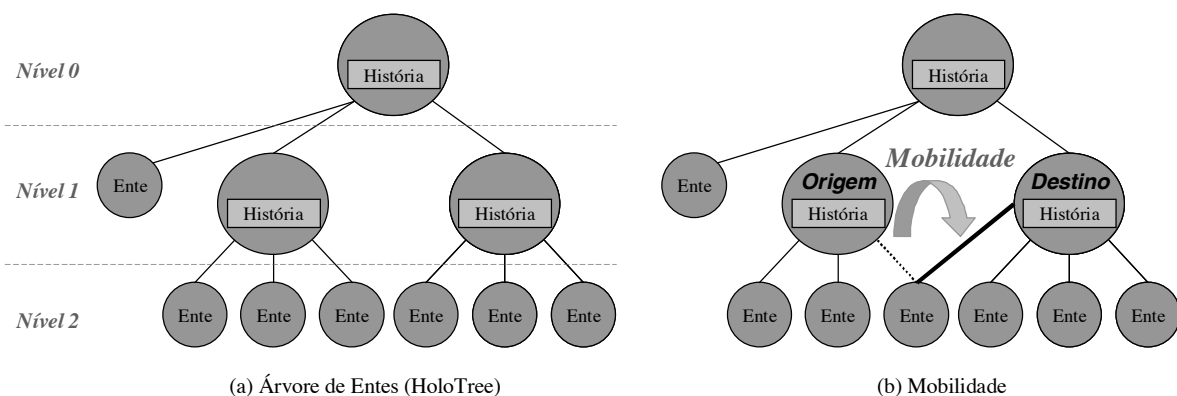 Nível 0
História
Nível 1
Ente
História
História
Nível 2
Ente
Ente
Ente
Ente
Ente
Ente
(a) Árvore de Entes (HoloTree)
História
Ente
Mobilidade
Origem
História
Destino
História
Ente
Ente
Ente
Ente
Ente
Ente
(b) Mobilidade